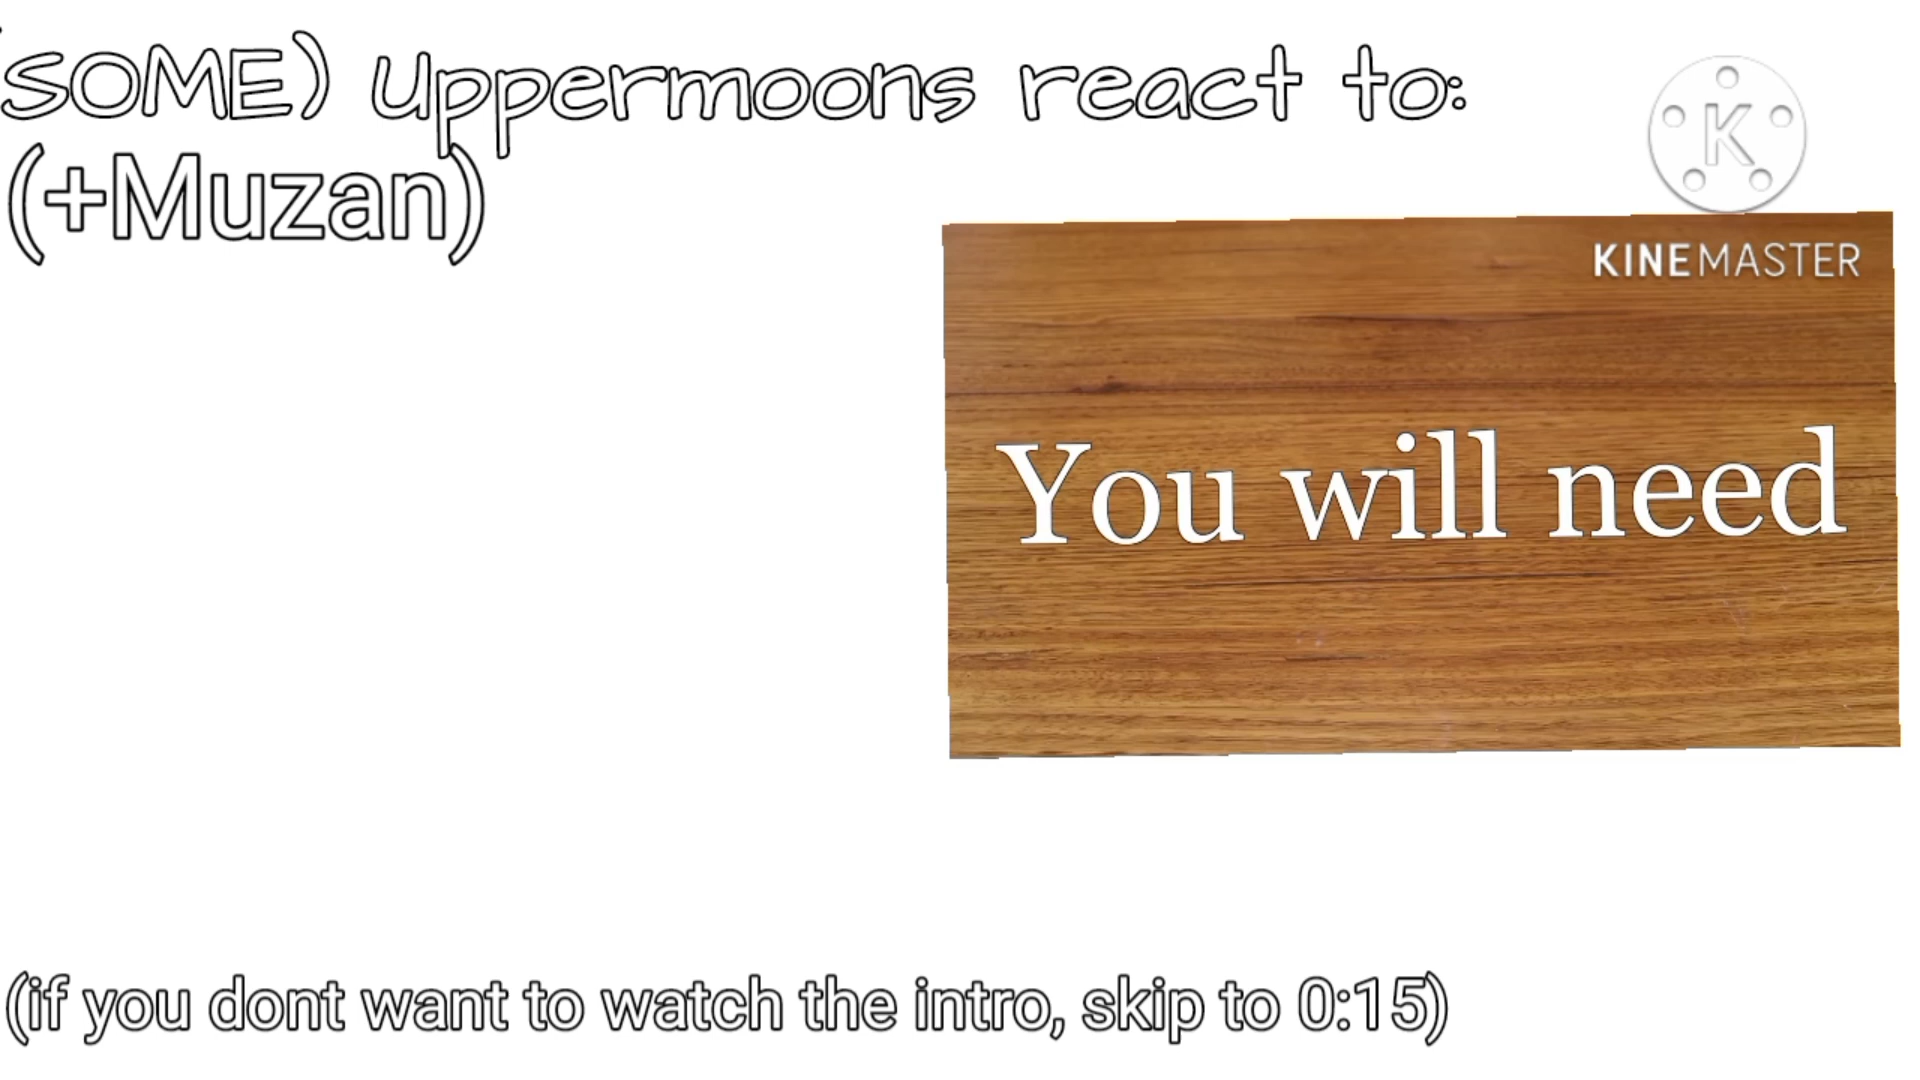 SOME) Uppermoons react to:
(+Muzan)
K
KINEMASTER
You will need
(if you dont want to watch the intro, skip to 0:15)